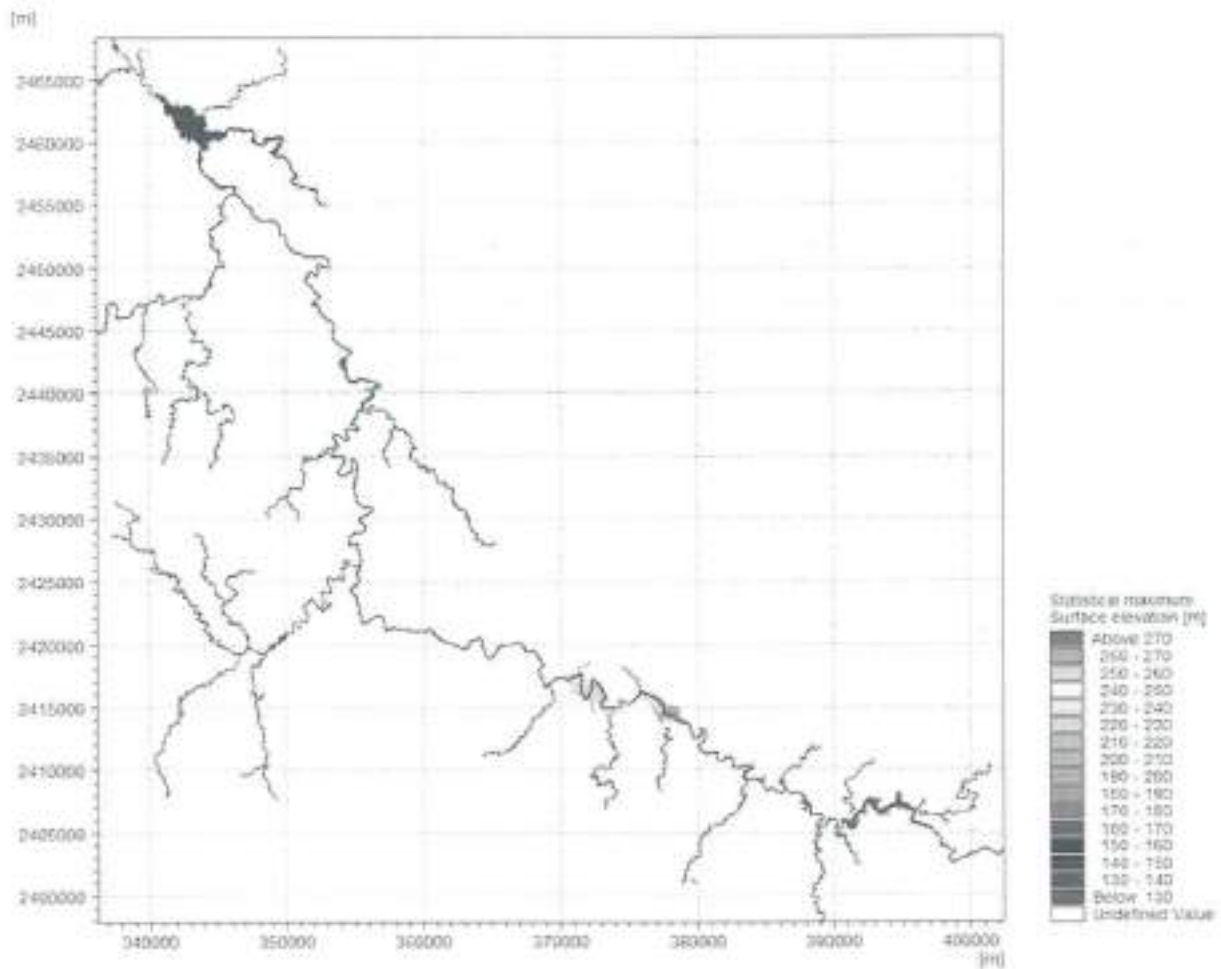 [m]
2465000
2460000
2455000
2450000
2445000
2440000
2435000
2430000
2425000
2420000
2415000
2410000
2405000
2400000
340000 350000 360000 370000 380000 390000 400000
[m]
Statistical maximum
Surface elevation [m]
Above 270
260 - 270
250 - 260
240 - 250
230 - 240
220 - 230
210 - 220
200 - 210
190 - 200
180 - 190
170 - 180
160 - 170
150 - 160
140 - 150
130 - 140
Below 130
Undefined Value